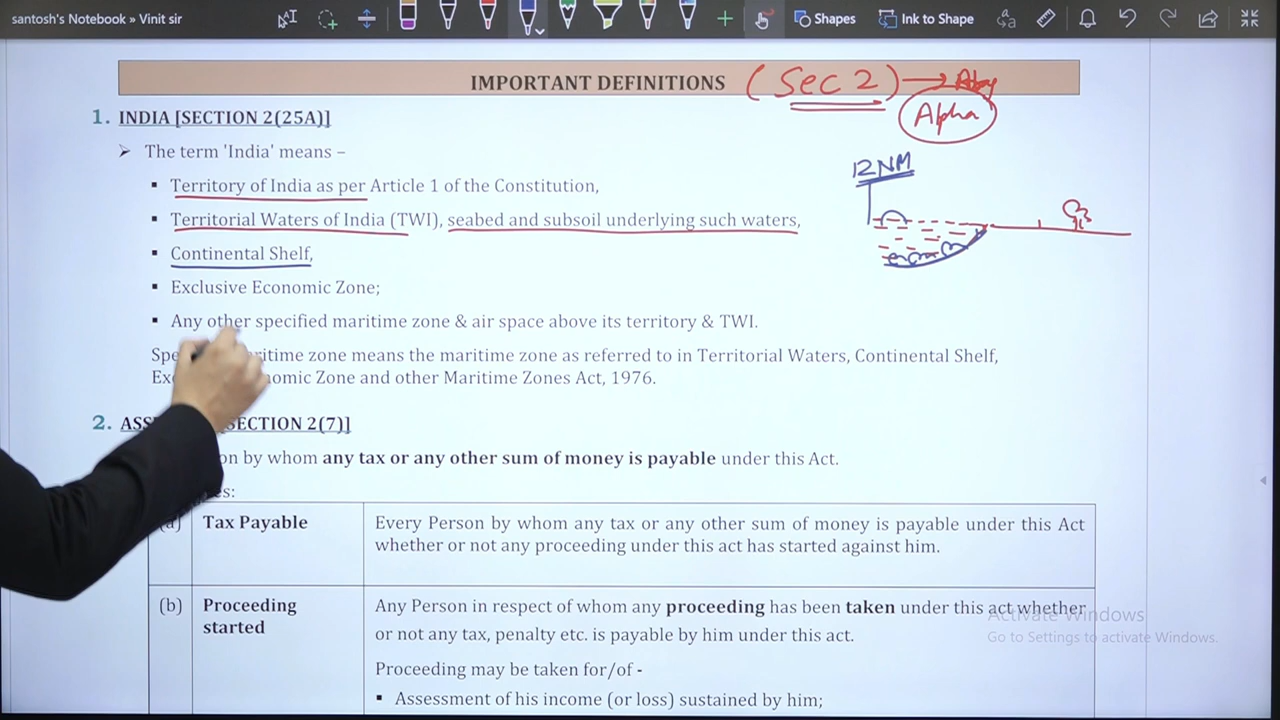 santosh's Notebook » Vinit sir
Shapes
Ink to Shape
IMPORTANT DEFINITIONS (Sec 2)
Alpha
1. INDIA [SECTION 2(25A)]
➢ The term 'India' means –
12 NM
▪ Territory of India as per Article 1 of the Constitution,
▪ Territorial Waters of India (TWI), seabed and subsoil underlying such waters,
▪ Continental Shelf,
▪ Exclusive Economic Zone;
▪ Any other specified maritime zone & air space above its territory & TWI.
maritime zone means the maritime zone as referred to in Territorial Waters, Continental Shelf,
Economic Zone and other Maritime Zones Act, 1976.
2. [SECTION 2(7)]
by whom any tax or any other sum of money is payable under this Act.
(a) Tax Payable Every Person by whom any tax or any other sum of money is payable under this Act
whether or not any proceeding under this act has started against him.
(b) Proceeding started Any Person in respect of whom any proceeding has been taken under this act whether
or not any tax, penalty etc. is payable by him under this act.
Proceeding may be taken for/of -
▪ Assessment of his income (or loss) sustained by him;
Activate Windows
Go to Settings to activate Windows.